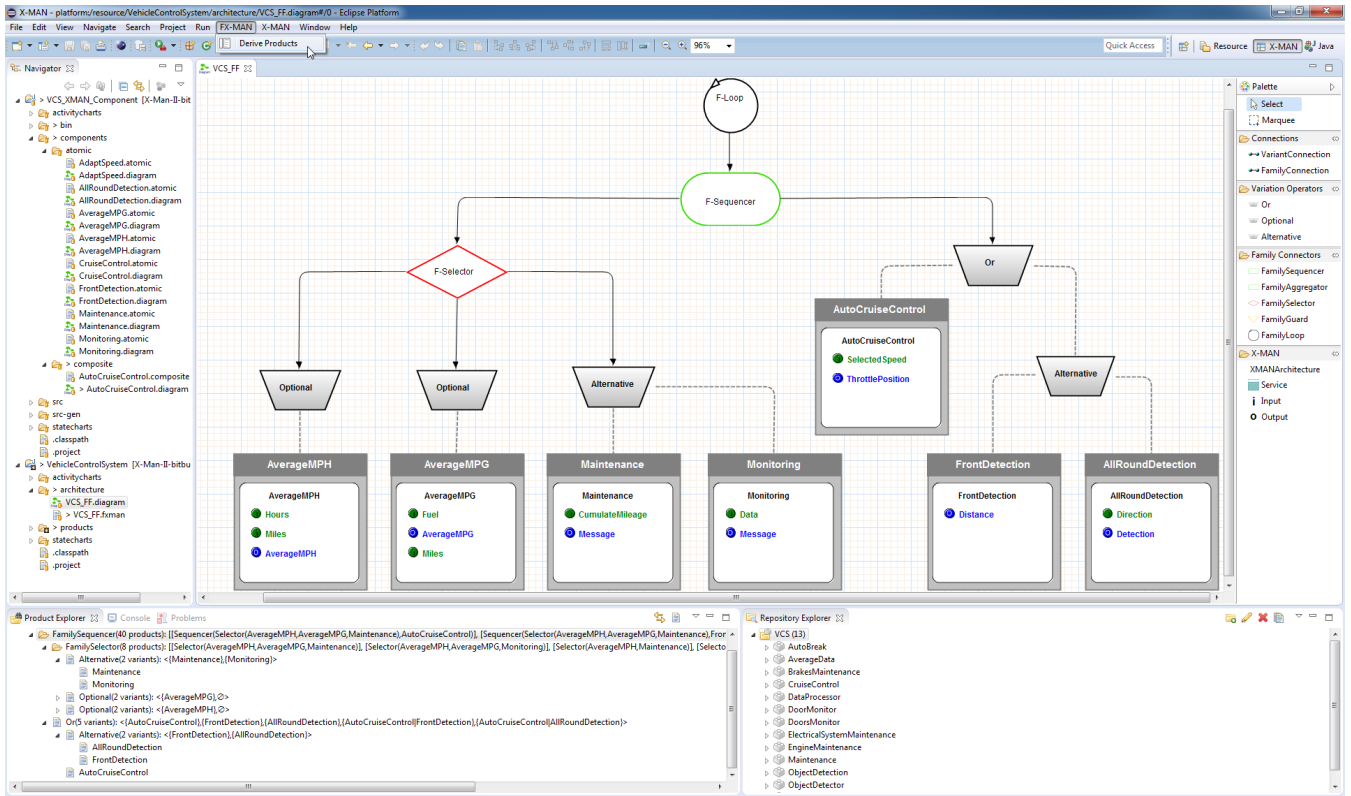 X-MAN - platform:/resource/VehicleControlSystem/architecture/VCS_FF.diagram#/0 - Eclipse Platform
File Edit View Navigate Search Project Run FX-MAN X-MAN Window Help
Derive Products
96%
Quick Access
Resource
X-MAN
Java
Navigator
> VCS_XMAN_Component [X-Man-II-bit
activitycharts
> bin
> components
atomic
AdaptSpeed.atomic
AdaptSpeed.diagram
AllRoundDetection.atomic
AllRoundDetection.diagram
AverageMPG.atomic
AverageMPG.diagram
AverageMPH.atomic
AverageMPH.diagram
CruiseControl.atomic
CruiseControl.diagram
FrontDetection.atomic
FrontDetection.diagram
Maintenance.atomic
Maintenance.diagram
Monitoring.atomic
Monitoring.diagram
> composite
AutoCruiseControl.composite
> AutoCruiseControl.diagram
src
src-gen
statecharts
.classpath
.project
> VehicleControlSystem [X-Man-II-bitbu
activitycharts
> architecture
VCS_FF.diagram
> VCS_FF.fxman
> products
statecharts
.classpath
.project
VCS_FF
F-Loop
F-Sequencer
F-Selector
Or
AutoCruiseControl
AutoCruiseControl
SelectedSpeed
ThrottlePosition
Optional
Optional
Alternative
Alternative
AverageMPH
AverageMPH
Hours
Miles
AverageMPH
AverageMPG
AverageMPG
Fuel
AverageMPG
Miles
Maintenance
Maintenance
CumulateMileage
Message
Monitoring
Monitoring
Data
Message
FrontDetection
FrontDetection
Distance
AllRoundDetection
AllRoundDetection
Direction
Detection
Palette
Select
Marquee
Connections
VariantConnection
FamilyConnection
Variation Operators
Or
Optional
Alternative
Family Connectors
FamilySequencer
FamilyAggregator
FamilySelector
FamilyGuard
FamilyLoop
X-MAN
XMANArchitecture
Service
Input
Output
Product Explorer
Console
Problems
FamilySequencer(40 products): [[Sequencer(Selector(AverageMPH,AverageMPG,Maintenance),AutoCruiseControl)], [Sequencer(Selector(AverageMPH,AverageMPG,Maintenance),Fror
FamilySelector(8 products): [[Selector(AverageMPH,AverageMPG,Maintenance)], [Selector(AverageMPH,AverageMPG,Monitoring)], [Selector(AverageMPH,Maintenance)], [Selecto
Alternative(2 variants): <{Maintenance},{Monitoring}>
Maintenance
Monitoring
Optional(2 variants): <{AverageMPG},∅>
Optional(2 variants): <{AverageMPH},∅>
Or(5 variants): <{AutoCruiseControl},{FrontDetection},{AllRoundDetection},{AutoCruiseControl|FrontDetection},{AutoCruiseControl|AllRoundDetection}>
Alternative(2 variants): <{FrontDetection},{AllRoundDetection}>
AllRoundDetection
FrontDetection
AutoCruiseControl
Repository Explorer
VCS (13)
AutoBreak
AverageData
BrakesMaintenance
CruiseControl
DataProcessor
DoorMonitor
DoorsMonitor
ElectricalSystemMaintenance
EngineMaintenance
Maintenance
ObjectDetection
ObjectDetector